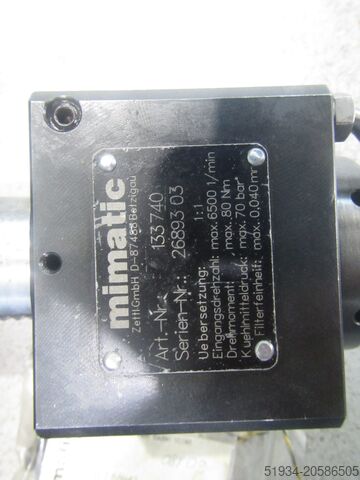 mimatic
Zettl GmbH D-87488 Betzigau
Art.-Nr.: 133 740
Serien-Nr.: 26893 03
Uebersetzung: 1:1
Eingangsdrehzahl: max. 6500 1/min
Drehmoment: max. 80 Nm
Kuehlmitteldruck: max. 70 bar
Filterfeinheit: max. 0,040 mm
51934-20586505